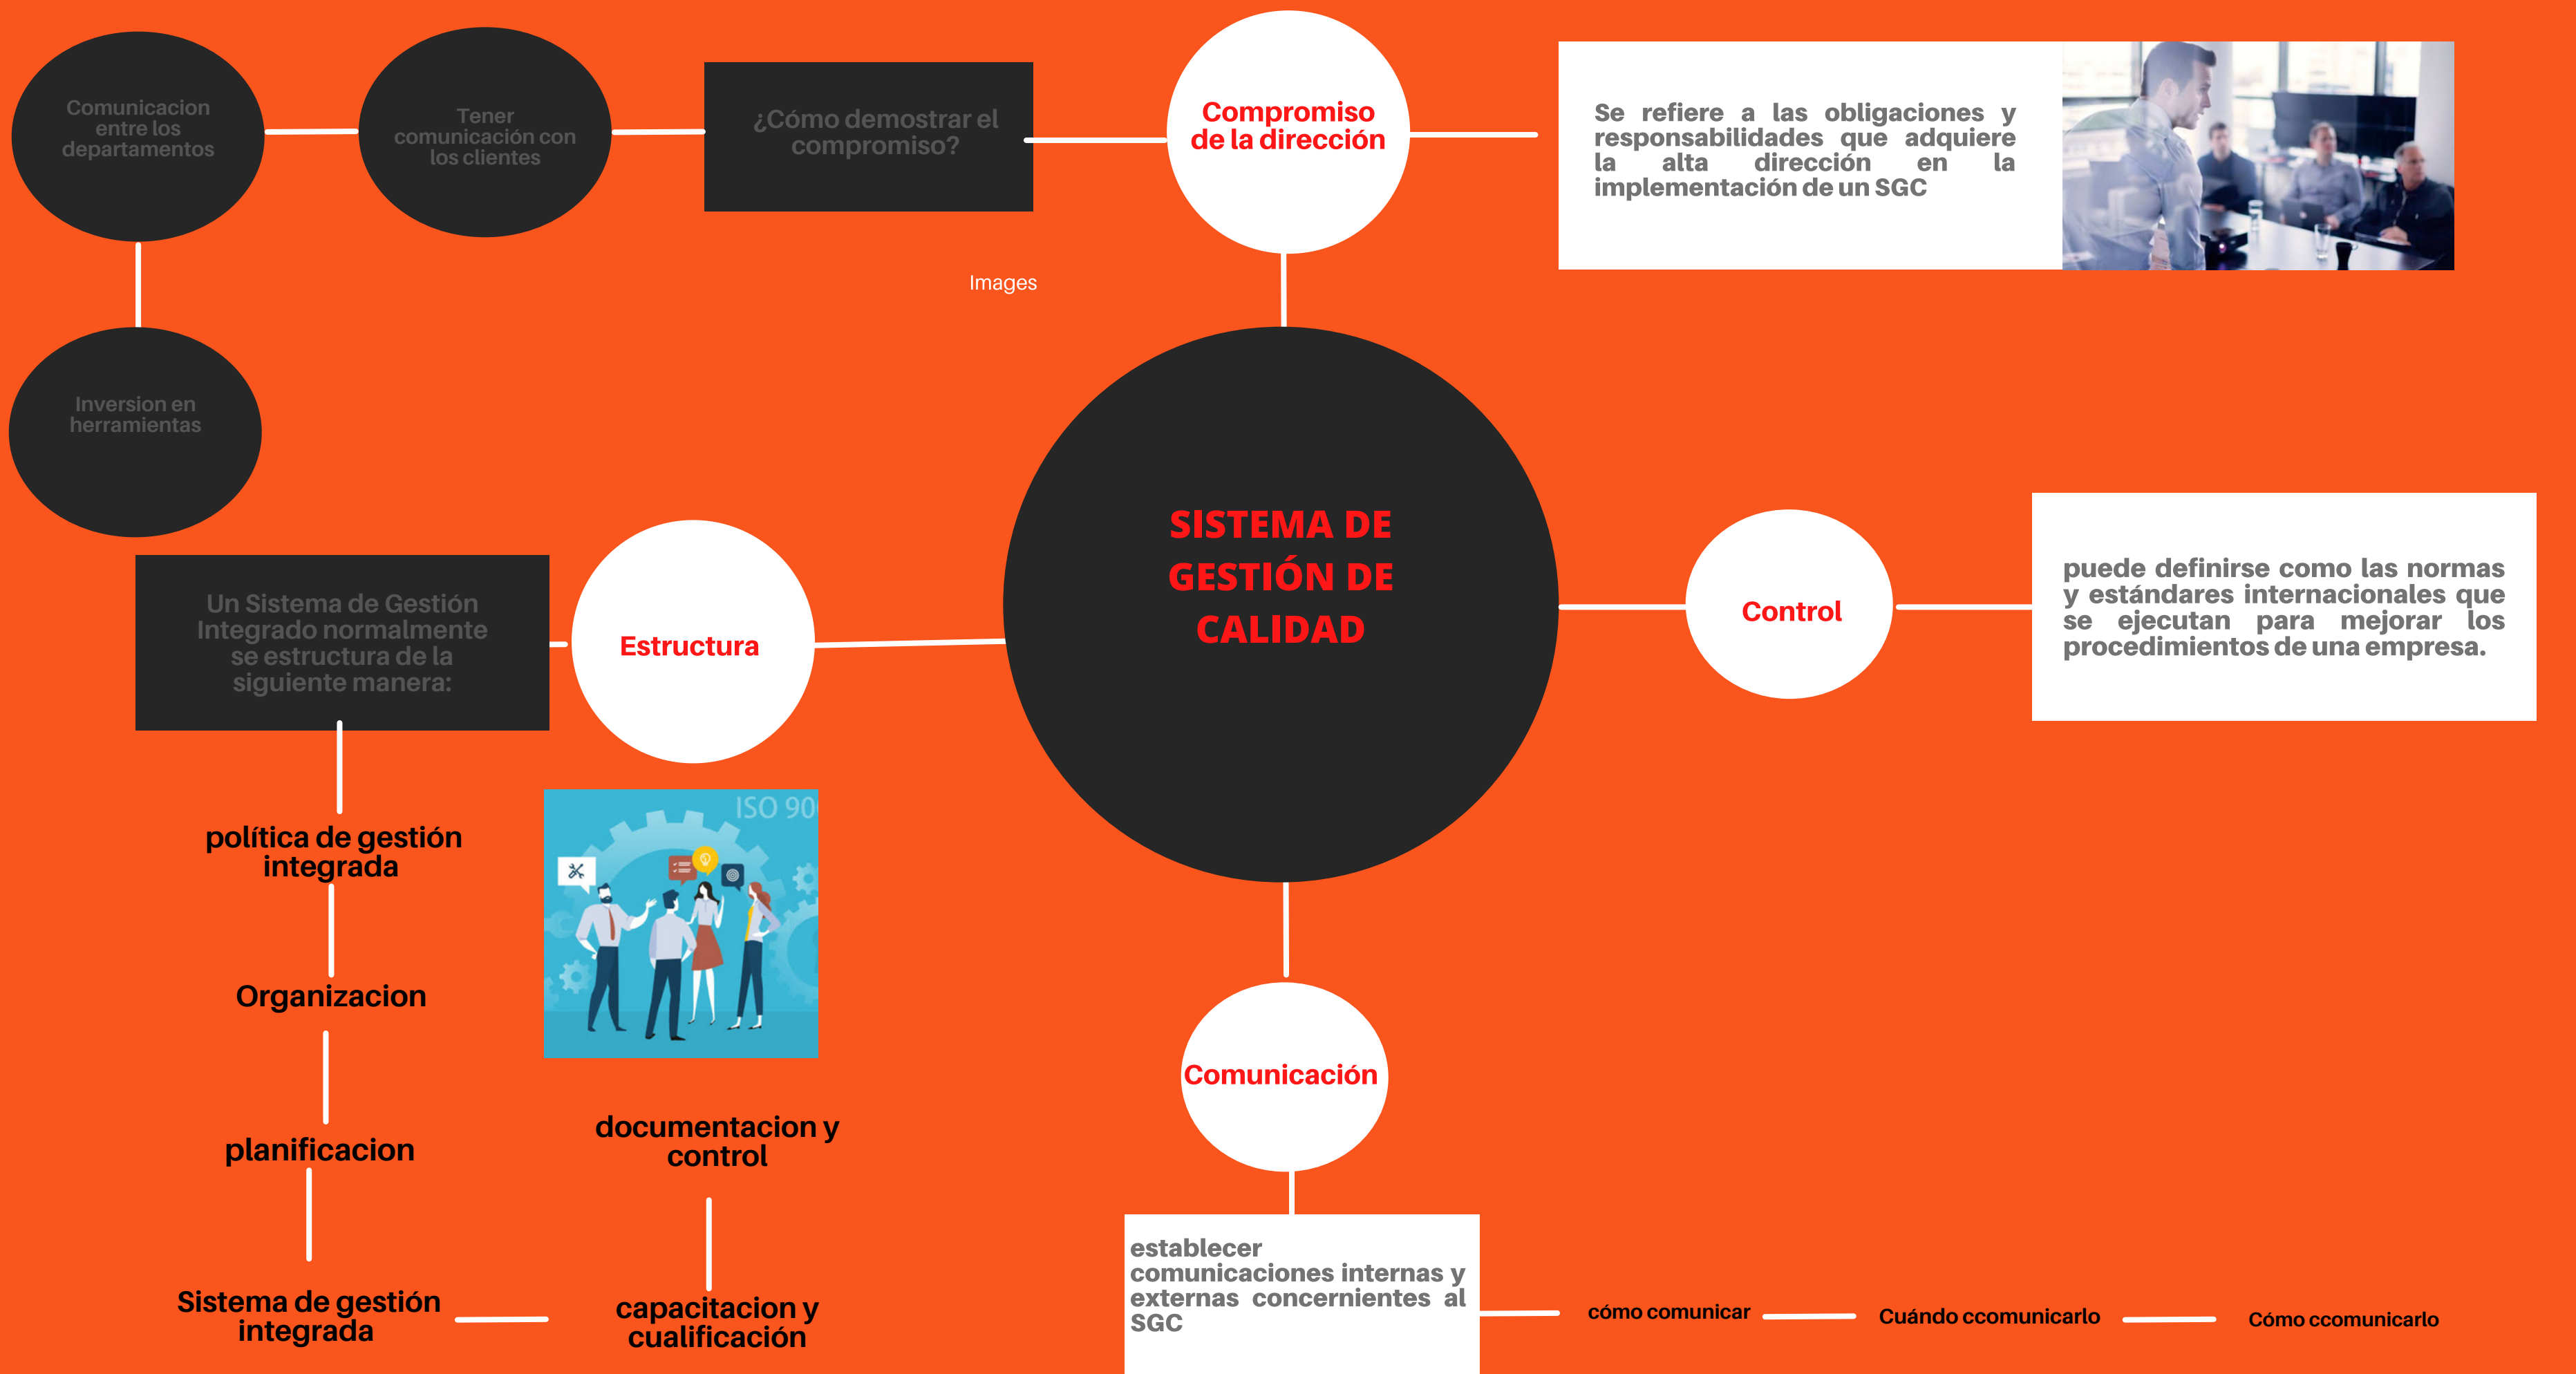 Comunicacion
entre los
departamentos
Tener
comunicación con
los clientes
¿Cómo demostrar el
compromiso?
Compromiso
de la dirección
Se refiere a las obligaciones y
responsabilidades que adquiere
la alta dirección en la
implementación de un SGC
Images
Inversion en
herramientas
SISTEMA DE
GESTIÓN DE
CALIDAD
Un Sistema de Gestión
Integrado normalmente
se estructura de la
siguiente manera:
Estructura
Control
puede definirse como las normas
y estándares internacionales que
se ejecutan para mejorar los
procedimientos de una empresa.
política de gestión
integrada
ISO 90
Organizacion
planificacion
Sistema de gestión
integrada
documentacion y
control
capacitacion y
cualificación
Comunicación
establecer
comunicaciones internas y
externas concernientes al
SGC
cómo comunicar
Cuándo ccomunicarlo
Cómo ccomunicarlo